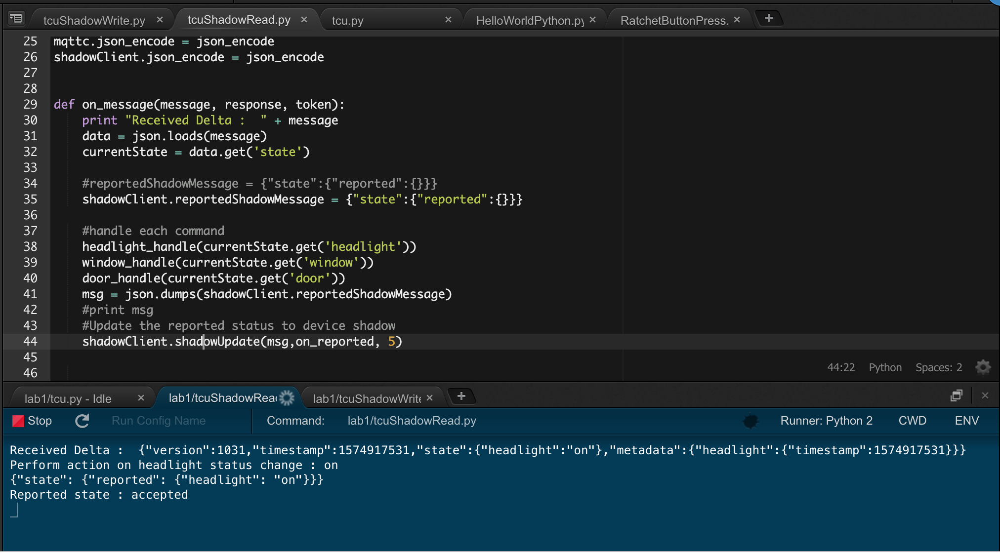 tcuShadowWrite.py × tcuShadowRead.py × tcu.py × HelloWorldPython.py × RatchetButtonPress. × +
25 mqttc.json_encode = json_encode
26 shadowClient.json_encode = json_encode
27
28
29 def on_message(message, response, token):
30 print "Received Delta :  " + message
31 data = json.loads(message)
32 currentState = data.get('state')
33
34 #reportedShadowMessage = {"state":{"reported":{}}}
35 shadowClient.reportedShadowMessage = {"state":{"reported":{}}}
36
37 #handle each command
38 headlight_handle(currentState.get('headlight'))
39 window_handle(currentState.get('window'))
40 door_handle(currentState.get('door'))
41 msg = json.dumps(shadowClient.reportedShadowMessage)
42 #print msg
43 #Update the reported status to device shadow
44 shadowClient.shadowUpdate(msg,on_reported, 5)
45
46
44:22 Python Spaces: 2
lab1/tcu.py - Idle × lab1/tcuShadowRea lab1/tcuShadowWrite × +
Stop Run Config Name Command: lab1/tcuShadowRead.py Runner: Python 2 CWD ENV
Received Delta :  {"version":1031,"timestamp":1574917531,"state":{"headlight":"on"},"metadata":{"headlight":{"timestamp":1574917531}}}
Perform action on headlight status change : on
{"state": {"reported": {"headlight": "on"}}}
Reported state : accepted